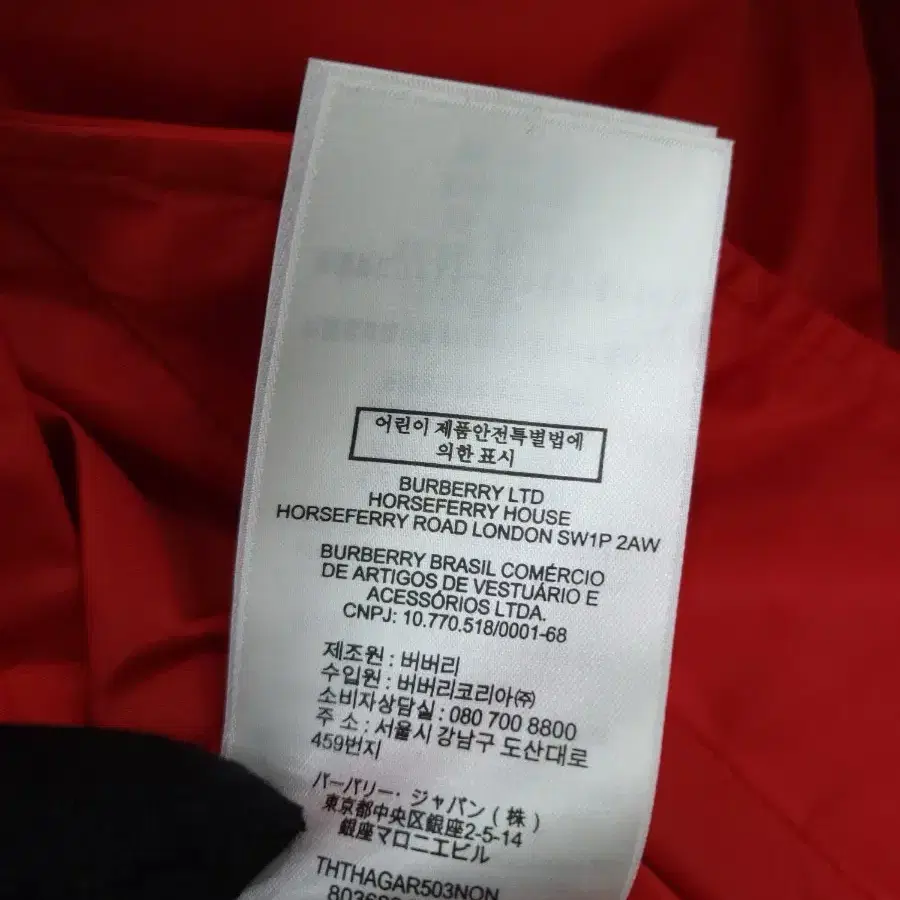 어린이 제품안전특별법에
의한 표시
BURBERRY LTD
HORSEFERRY HOUSE
HORSEFERRY ROAD LONDON SW1P 2AW
BURBERRY BRASIL COMÉRCIO
DE ARTIGOS DE VESTUÁRIO E
ACESSÓRIOS LTDA.
CNPJ: 10.770.518/0001-68
제조원 : 버버리
수입원 : 버버리코리아㈜
소비자상담실 : 080 700 8800
주 소 : 서울시 강남구 도산대로
459번지
バーバリー・ジャパン ( 株 )
東京都中央区銀座2-5-14
銀座マロニエビル
THTHAGAR503NON